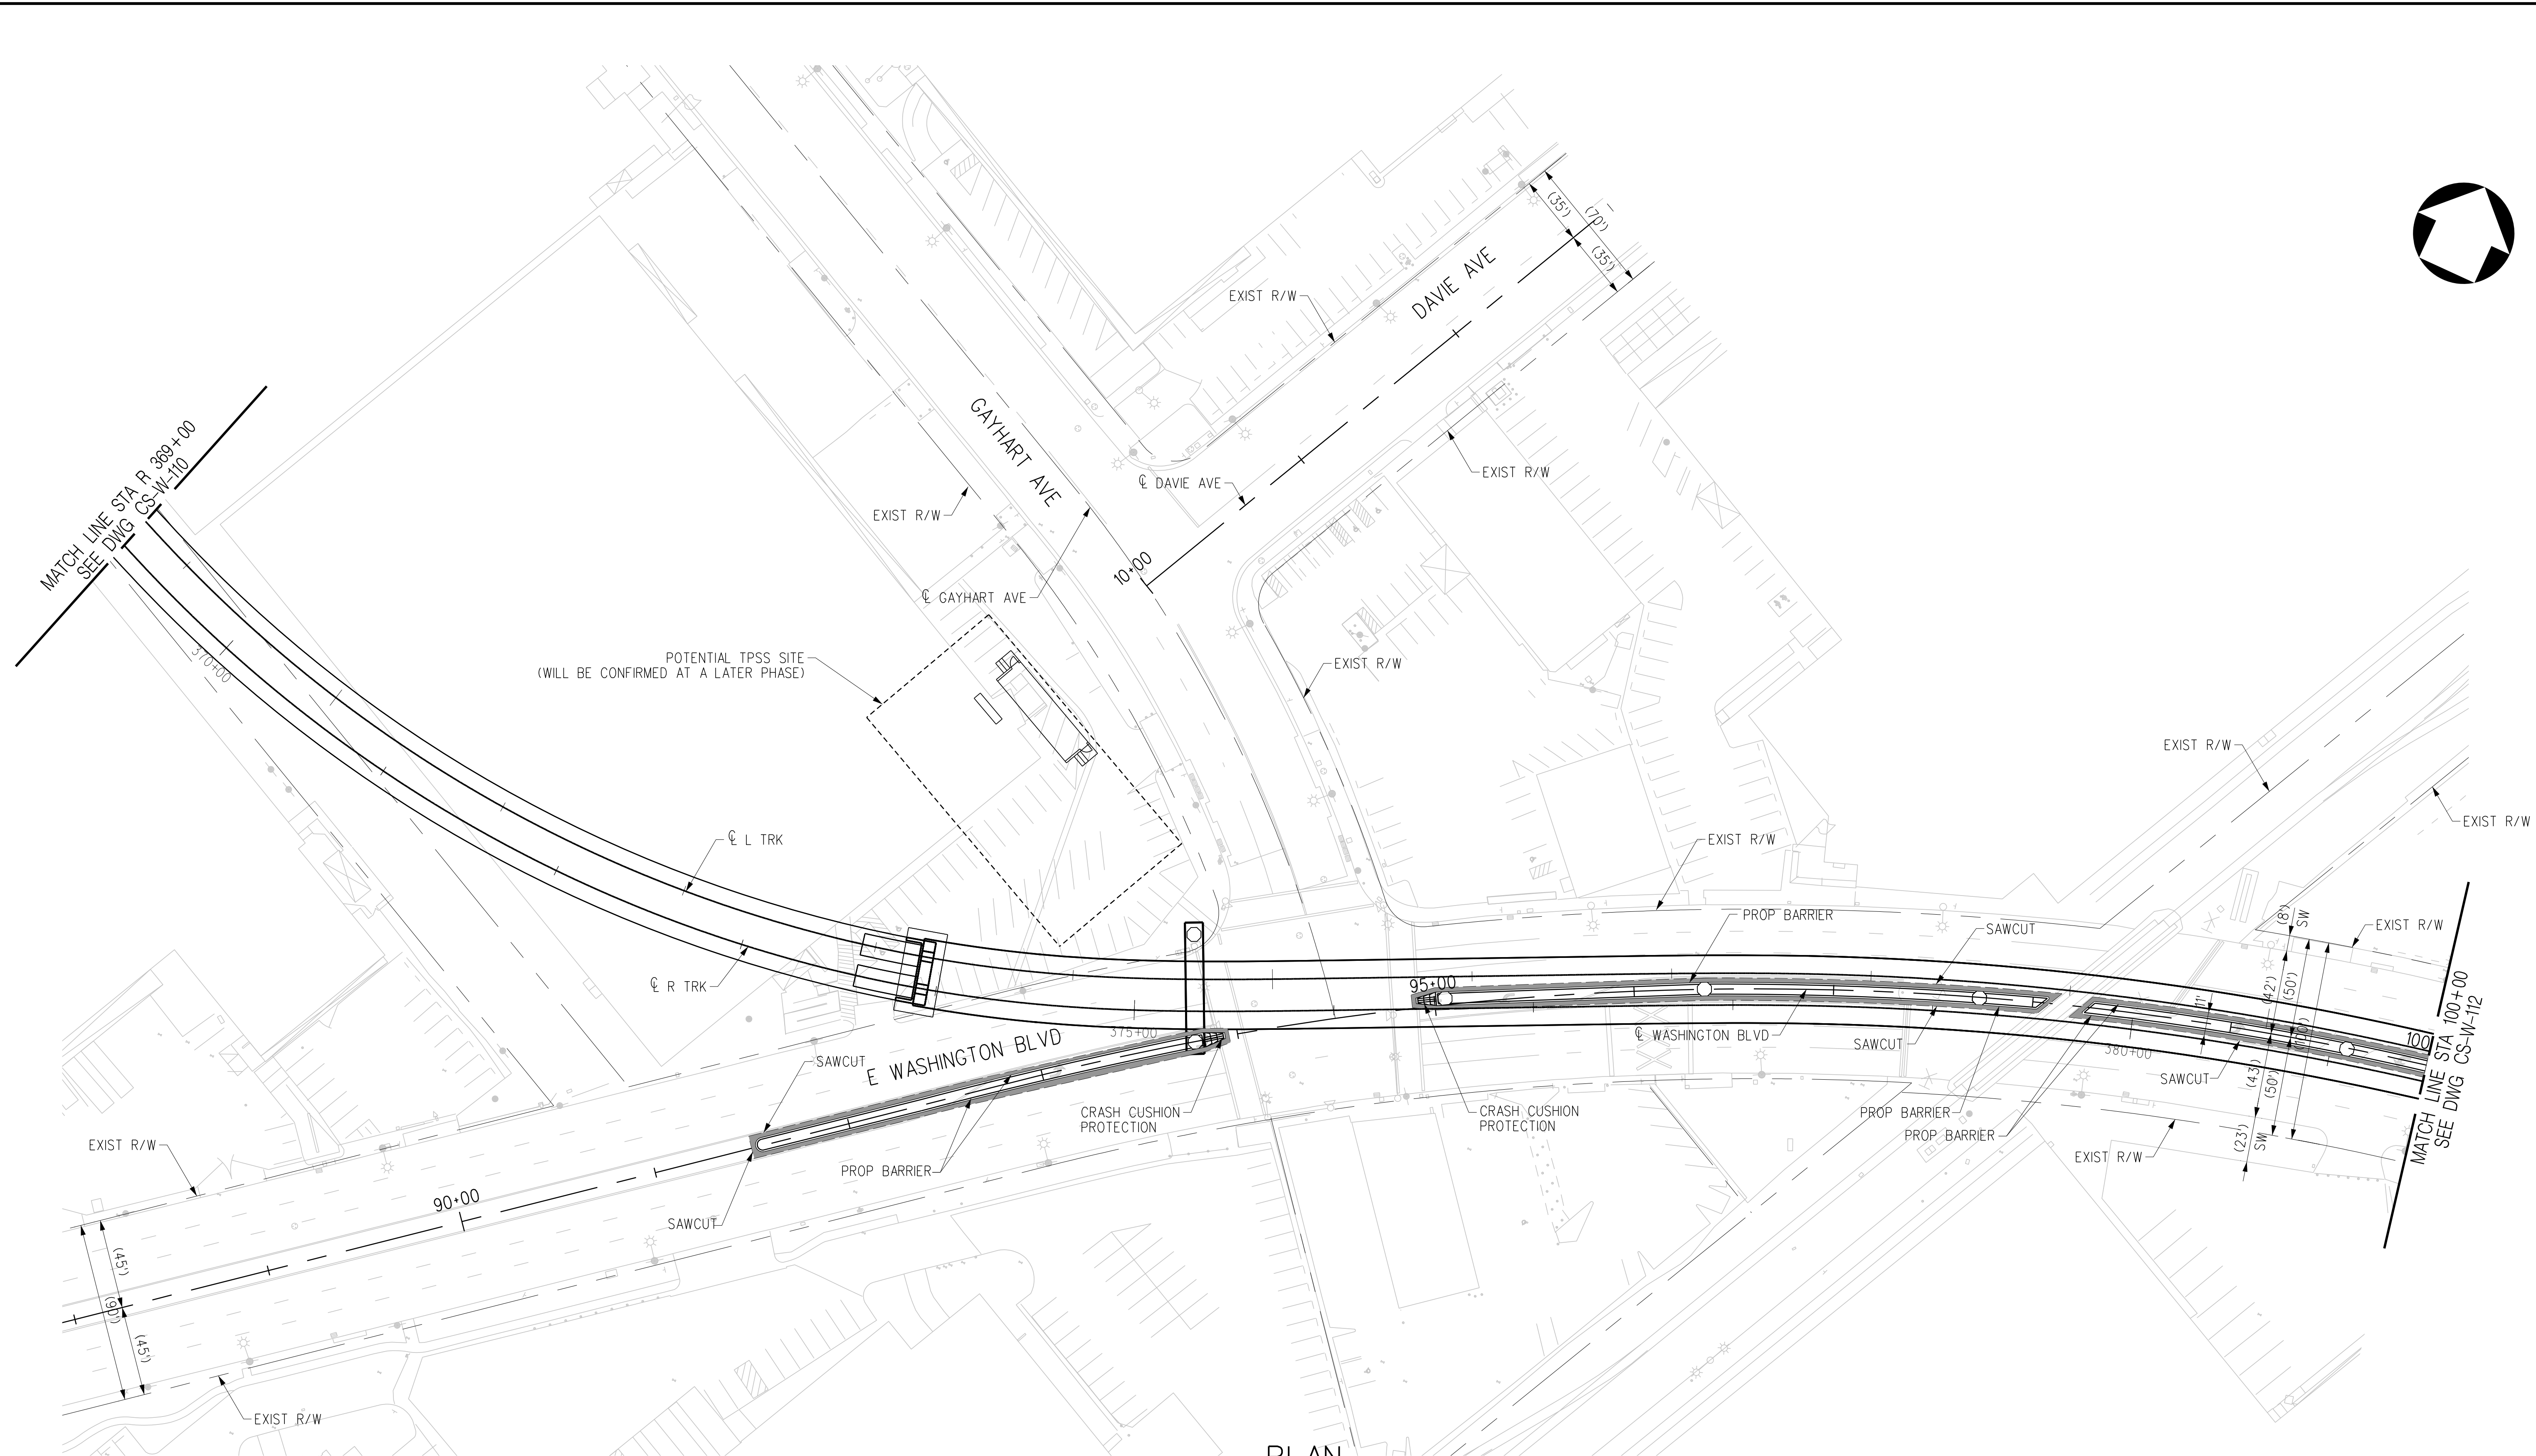 (35')
(70')
(35')
DAVIE AVE
EXIST R/W
GAYHART AVE
EXIST R/W
℄ DAVIE AVE
EXIST R/W
MATCH LINE STA R 369+00
SEE DWG CS-W-110
10+00
℄ GAYHART AVE
370+00
POTENTIAL TPSS SITE
(WILL BE CONFIRMED AT A LATER PHASE)
EXIST R/W
EXIST R/W
EXIST R/W
℄ L TRK
EXIST R/W
PROP BARRIER
SAWCUT
(8')
SW
EXIST R/W
℄ R TRK
95+00
11'
(42')
(50')
375+00
E WASHINGTON BLVD
SAWCUT
℄ WASHINGTON BLVD
SAWCUT
380+00
100
MATCH LINE STA 100+00
SEE DWG CS-W-112
SAWCUT
(43')
(50')
CRASH CUSHION
PROTECTION
CRASH CUSHION
PROTECTION
PROP BARRIER
PROP BARRIER
(23')
SW
EXIST R/W
EXIST R/W
PROP BARRIER
90+00
SAWCUT
(45')
(90')
(45')
EXIST R/W
PLAN